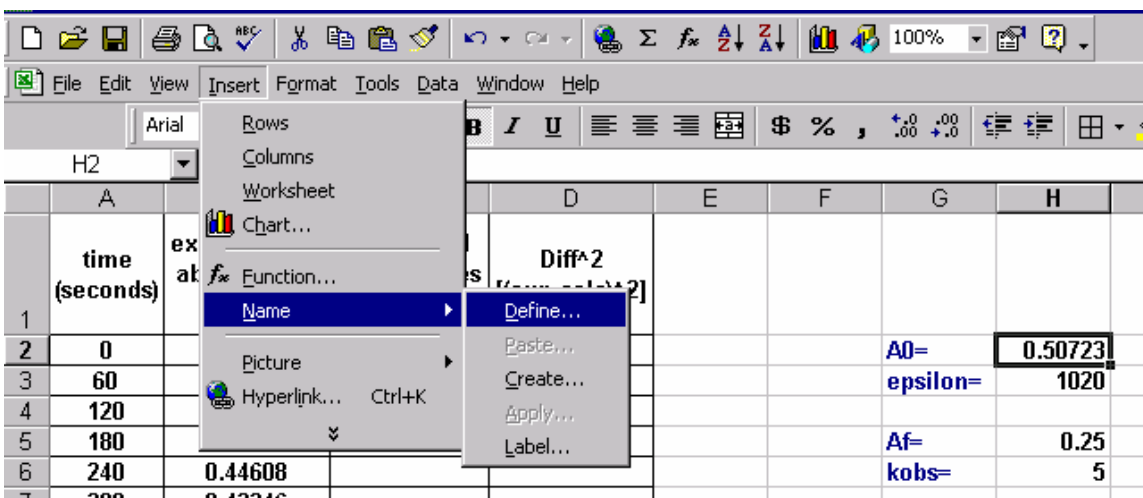 100%
File Edit View Insert Format Tools Data Window Help
Arial B I U $ % ,
H2
Rows
Columns
Worksheet
Chart...
Function...
Name
Picture
Hyperlink... Ctrl+K
Define...
Paste...
Create...
Apply...
Label...
A D E F G H
time
(seconds)
Diff^2
1
2 0 A0= 0.50723
3 60 epsilon= 1020
4 120
5 180 Af= 0.25
6 240 0.44608 kobs= 5